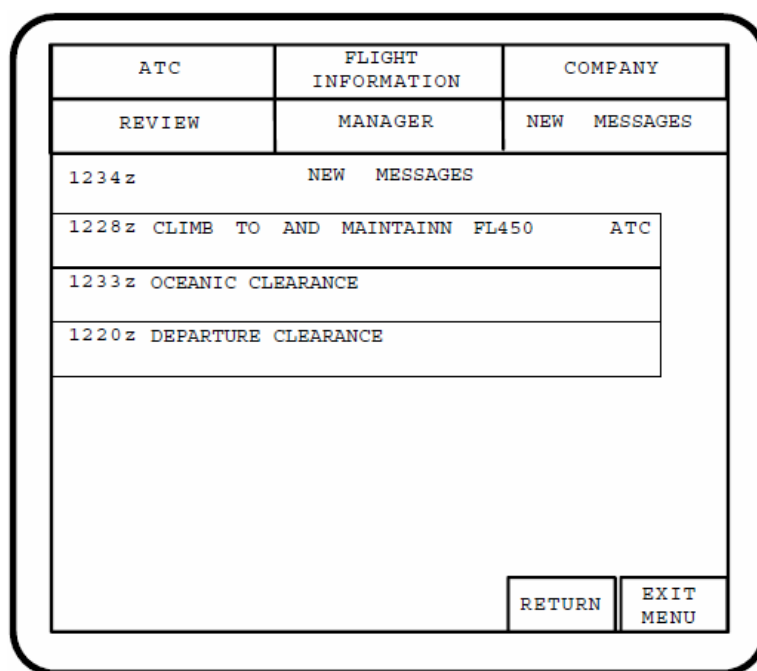 ATC
FLIGHT
INFORMATION
COMPANY
REVIEW
MANAGER
NEW MESSAGES
1234z NEW MESSAGES
1228z CLIMB TO AND MAINTAINN FL450 ATC
1233z OCEANIC CLEARANCE
1220z DEPARTURE CLEARANCE
RETURN
EXIT
MENU